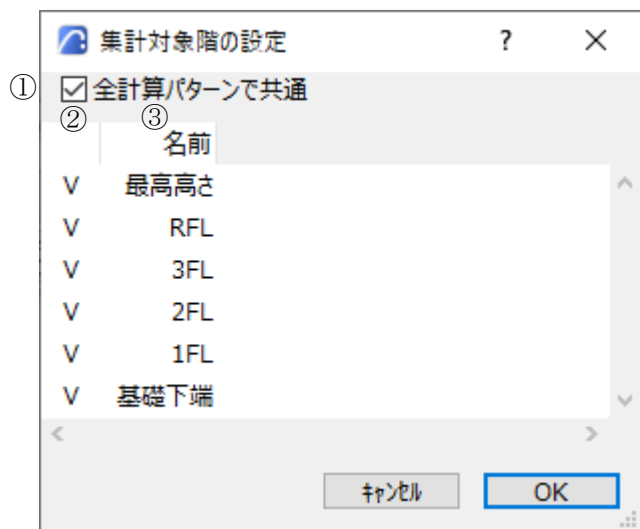 集計対象階の設定 ? ×
① ☑全計算パターンで共通
② ③
名前
V 最高高さ
V RFL
V 3FL
V 2FL
V 1FL
V 基礎下端
ｷｬﾝｾﾙ OK